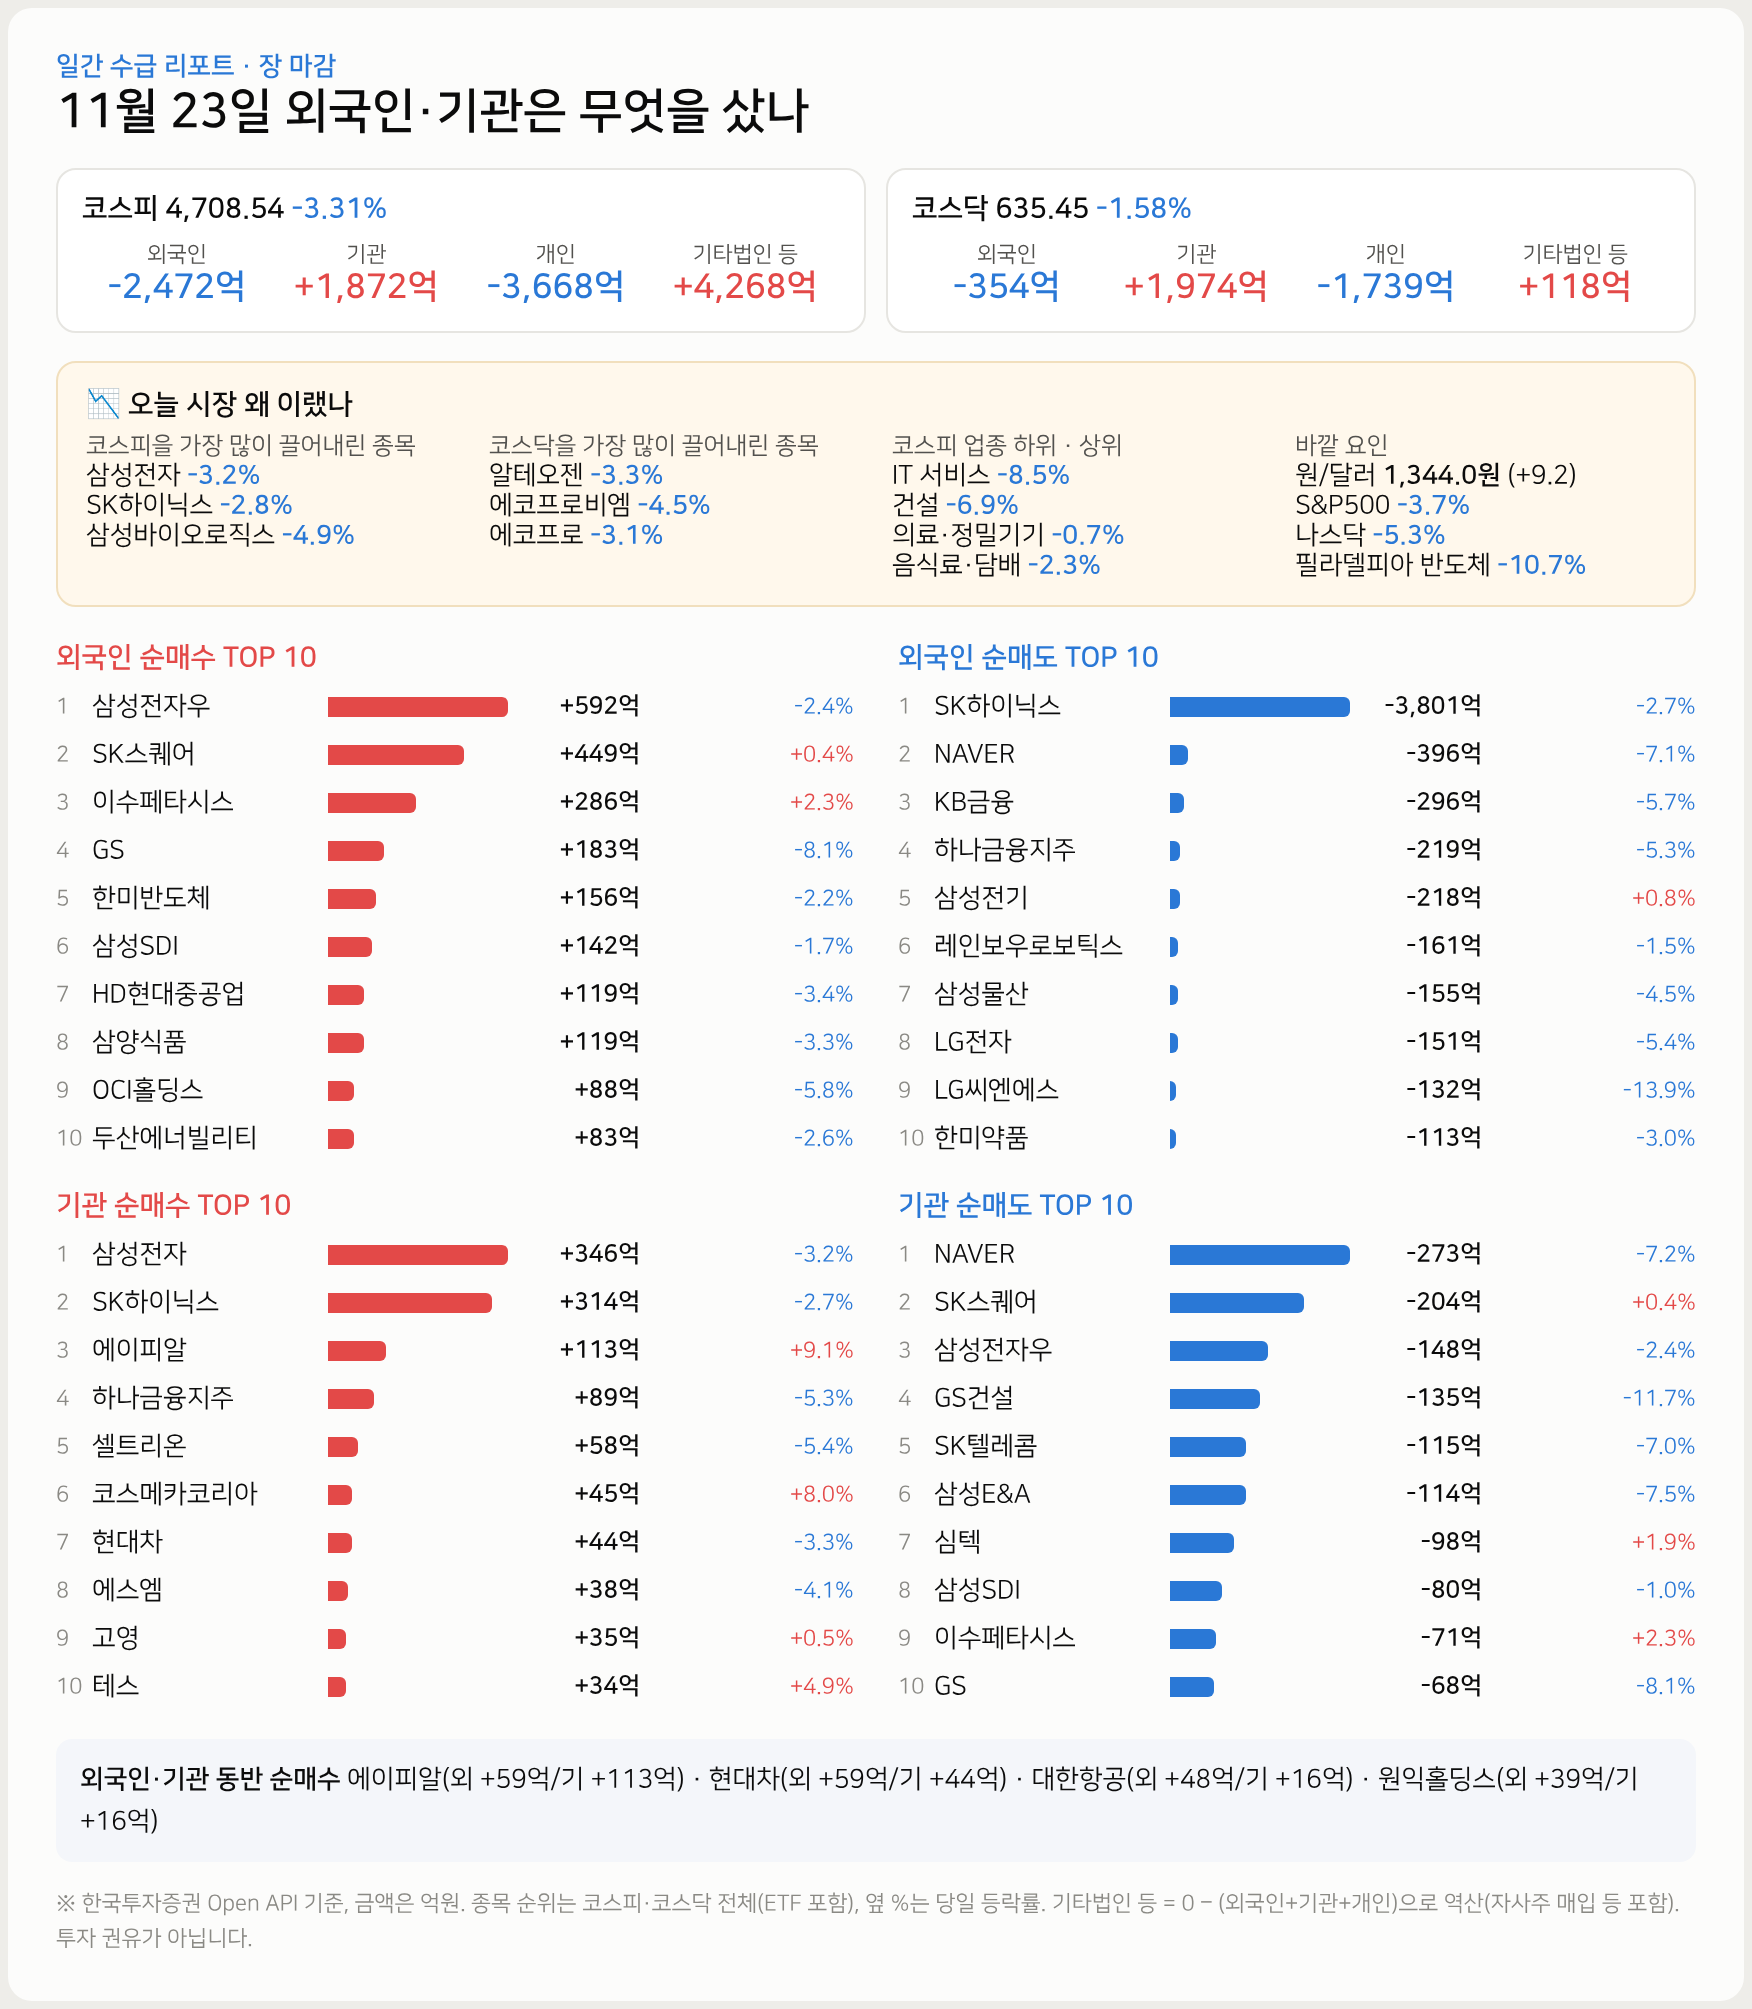 일간 수급 리포트 · 장 마감
11월 23일 외국인·기관은 무엇을 샀나
코스피 4,708.54 -3.31%
외국인 기관 개인 기타법인 등
-2,472억 +1,872억 -3,668억 +4,268억
코스닥 635.45 -1.58%
외국인 기관 개인 기타법인 등
-354억 +1,974억 -1,739억 +118억
오늘 시장 왜 이랬나
코스피을 가장 많이 끌어내린 종목
삼성전자 -3.2%
SK하이닉스 -2.8%
삼성바이오로직스 -4.9%
코스닥을 가장 많이 끌어내린 종목
알테오젠 -3.3%
에코프로비엠 -4.5%
에코프로 -3.1%
코스피 업종 하위 · 상위
IT 서비스 -8.5%
건설 -6.9%
의료·정밀기기 -0.7%
음식료·담배 -2.3%
바깥 요인
원/달러 1,344.0원 (+9.2)
S&P500 -3.7%
나스닥 -5.3%
필라델피아 반도체 -10.7%
외국인 순매수 TOP 10
1 삼성전자우 +592억 -2.4%
2 SK스퀘어 +449억 +0.4%
3 이수페타시스 +286억 +2.3%
4 GS +183억 -8.1%
5 한미반도체 +156억 -2.2%
6 삼성SDI +142억 -1.7%
7 HD현대중공업 +119억 -3.4%
8 삼양식품 +119억 -3.3%
9 OCI홀딩스 +88억 -5.8%
10 두산에너빌리티 +83억 -2.6%
외국인 순매도 TOP 10
1 SK하이닉스 -3,801억 -2.7%
2 NAVER -396억 -7.1%
3 KB금융 -296억 -5.7%
4 하나금융지주 -219억 -5.3%
5 삼성전기 -218억 +0.8%
6 레인보우로보틱스 -161억 -1.5%
7 삼성물산 -155억 -4.5%
8 LG전자 -151억 -5.4%
9 LG씨엔에스 -132억 -13.9%
10 한미약품 -113억 -3.0%
기관 순매수 TOP 10
1 삼성전자 +346억 -3.2%
2 SK하이닉스 +314억 -2.7%
3 에이피알 +113억 +9.1%
4 하나금융지주 +89억 -5.3%
5 셀트리온 +58억 -5.4%
6 코스메카코리아 +45억 +8.0%
7 현대차 +44억 -3.3%
8 에스엠 +38억 -4.1%
9 고영 +35억 +0.5%
10 테스 +34억 +4.9%
기관 순매도 TOP 10
1 NAVER -273억 -7.2%
2 SK스퀘어 -204억 +0.4%
3 삼성전자우 -148억 -2.4%
4 GS건설 -135억 -11.7%
5 SK텔레콤 -115억 -7.0%
6 삼성E&A -114억 -7.5%
7 심텍 -98억 +1.9%
8 삼성SDI -80억 -1.0%
9 이수페타시스 -71억 +2.3%
10 GS -68억 -8.1%
외국인·기관 동반 순매수 에이피알(외 +59억/기 +113억) · 현대차(외 +59억/기 +44억) · 대한항공(외 +48억/기 +16억) · 원익홀딩스(외 +39억/기
+16억)
※ 한국투자증권 Open API 기준, 금액은 억원. 종목 순위는 코스피·코스닥 전체(ETF 포함), 옆 %는 당일 등락률. 기타법인 등 = 0 − (외국인+기관+개인)으로 역산(자사주 매입 등 포함).
투자 권유가 아닙니다.